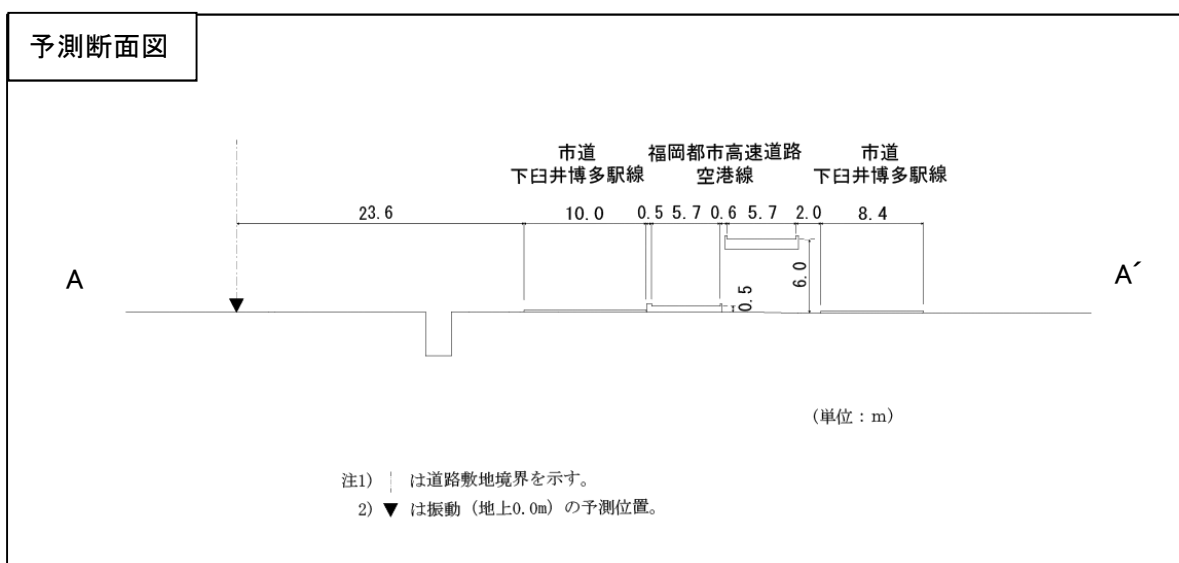 予測断面図
市道 福岡都市高速道路 市道
下臼井博多駅線 空港線 下臼井博多駅線
23.6 10.0 0.5 5.7 0.6 5.7 2.0 8.4
A
0.5
6.0
A´
(単位：m)
注1) ¦ は道路敷地境界を示す。
2) ▼ は振動（地上0.0m）の予測位置。